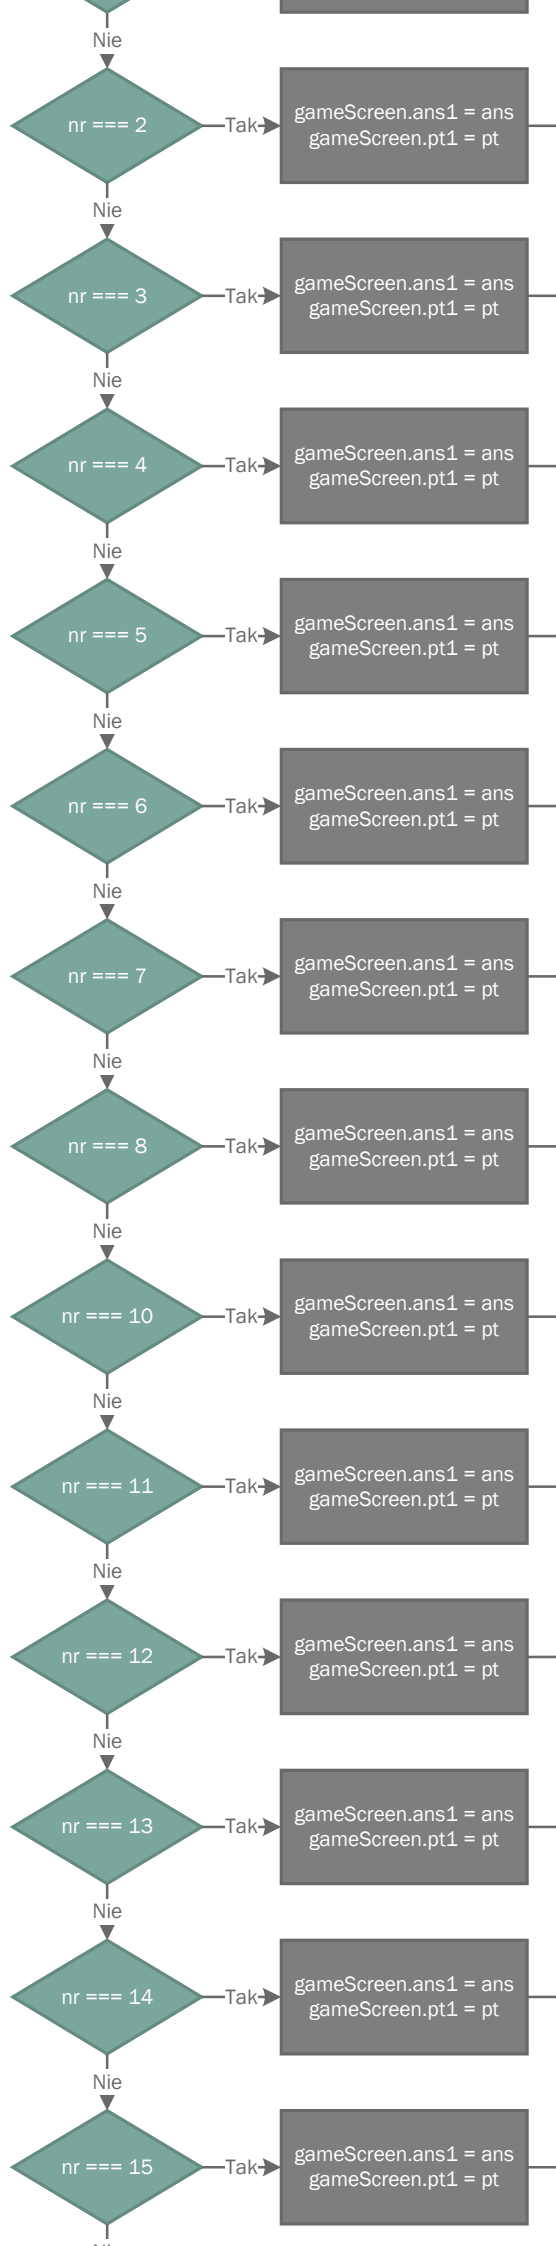 Nie
nr === 2
Tak
gameScreen.ans1 = ans
gameScreen.pt1 = pt
Nie
nr === 3
Tak
gameScreen.ans1 = ans
gameScreen.pt1 = pt
Nie
nr === 4
Tak
gameScreen.ans1 = ans
gameScreen.pt1 = pt
Nie
nr === 5
Tak
gameScreen.ans1 = ans
gameScreen.pt1 = pt
Nie
nr === 6
Tak
gameScreen.ans1 = ans
gameScreen.pt1 = pt
Nie
nr === 7
Tak
gameScreen.ans1 = ans
gameScreen.pt1 = pt
Nie
nr === 8
Tak
gameScreen.ans1 = ans
gameScreen.pt1 = pt
Nie
nr === 10
Tak
gameScreen.ans1 = ans
gameScreen.pt1 = pt
Nie
nr === 11
Tak
gameScreen.ans1 = ans
gameScreen.pt1 = pt
Nie
nr === 12
Tak
gameScreen.ans1 = ans
gameScreen.pt1 = pt
Nie
nr === 13
Tak
gameScreen.ans1 = ans
gameScreen.pt1 = pt
Nie
nr === 14
Tak
gameScreen.ans1 = ans
gameScreen.pt1 = pt
Nie
nr === 15
Tak
gameScreen.ans1 = ans
gameScreen.pt1 = pt